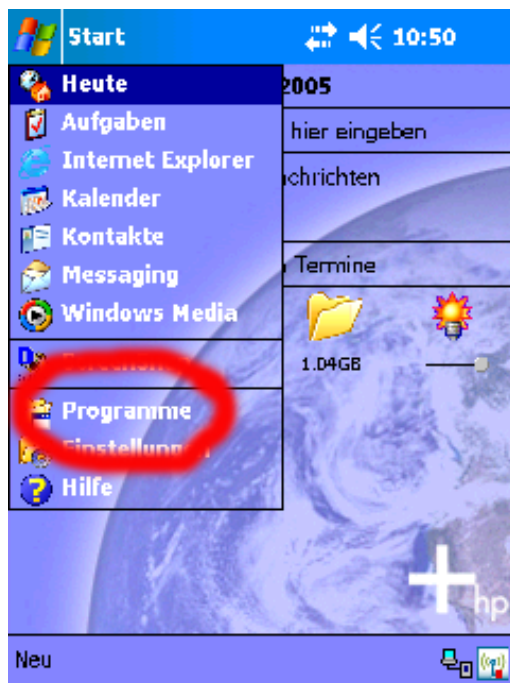 Start 10:50
Heute 2005
Aufgaben hier eingeben
Internet Explorer
chrichten
Kalender
Kontakte
Messaging Termine
Windows Media
1.04GB
Programme
Einstellungen
Hilfe
hp
Neu